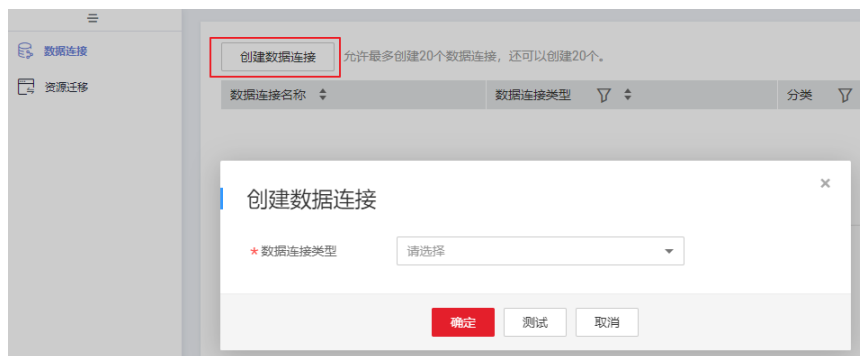 数据连接
资源迁移
创建数据连接 允许最多创建20个数据连接，还可以创建20个。
数据连接名称 数据连接类型 分类
创建数据连接
*数据连接类型 请选择
确定 测试 取消